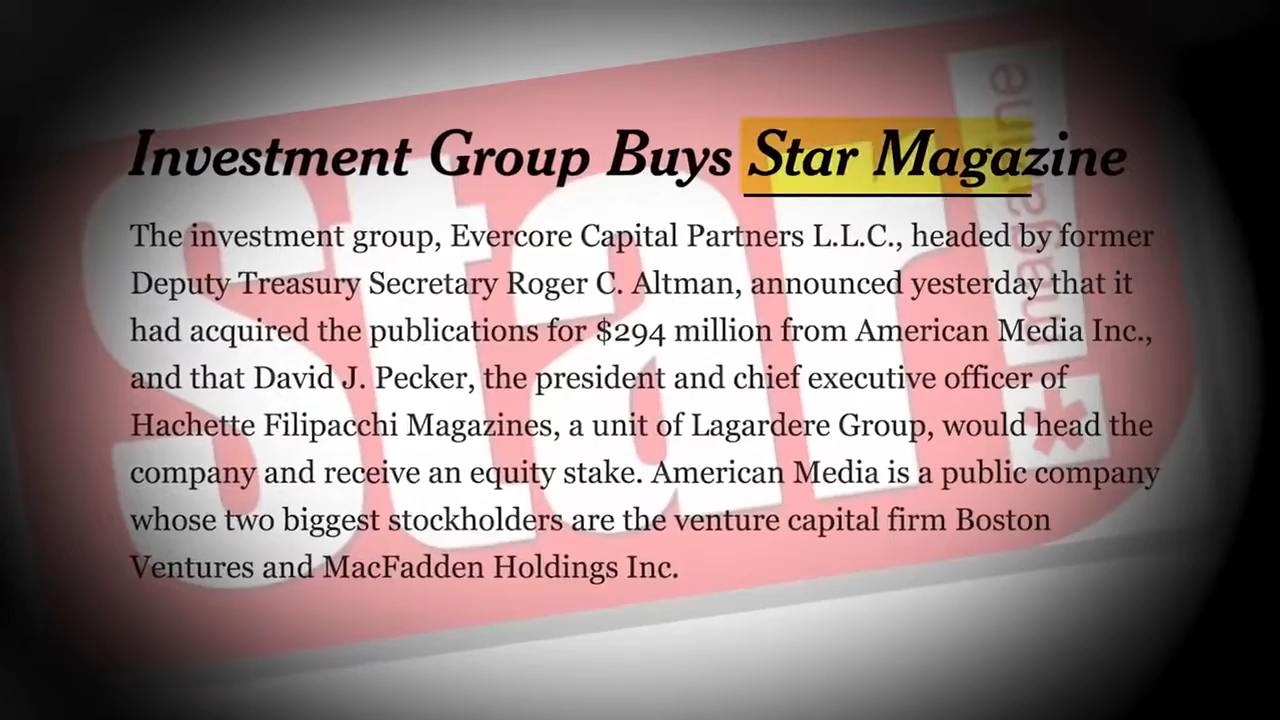 Investment Group Buys Star Magazine
The investment group, Evercore Capital Partners L.L.C., headed by former
Deputy Treasury Secretary Roger C. Altman, announced yesterday that it
had acquired the publications for $294 million from American Media Inc.,
and that David J. Pecker, the president and chief executive officer of
Hachette Filipacchi Magazines, a unit of Lagardere Group, would head the
company and receive an equity stake. American Media is a public company
whose two biggest stockholders are the venture capital firm Boston
Ventures and MacFadden Holdings Inc.
Star!
magazine